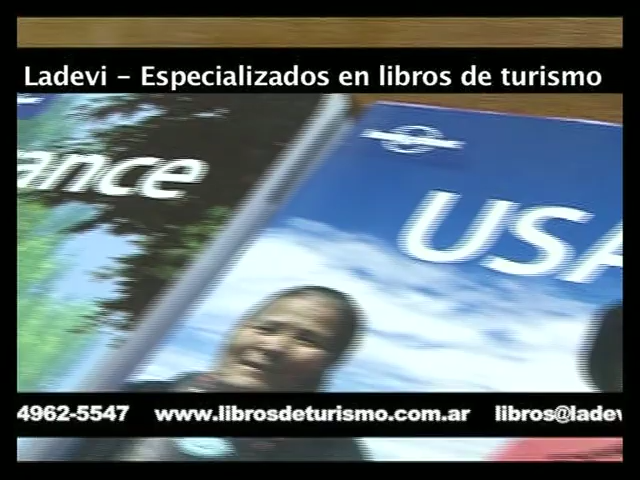 Ladevi - Especializados en libros de turismo
ance
USA
4962-5547 www.librosdeturismo.com.ar libros@ladev